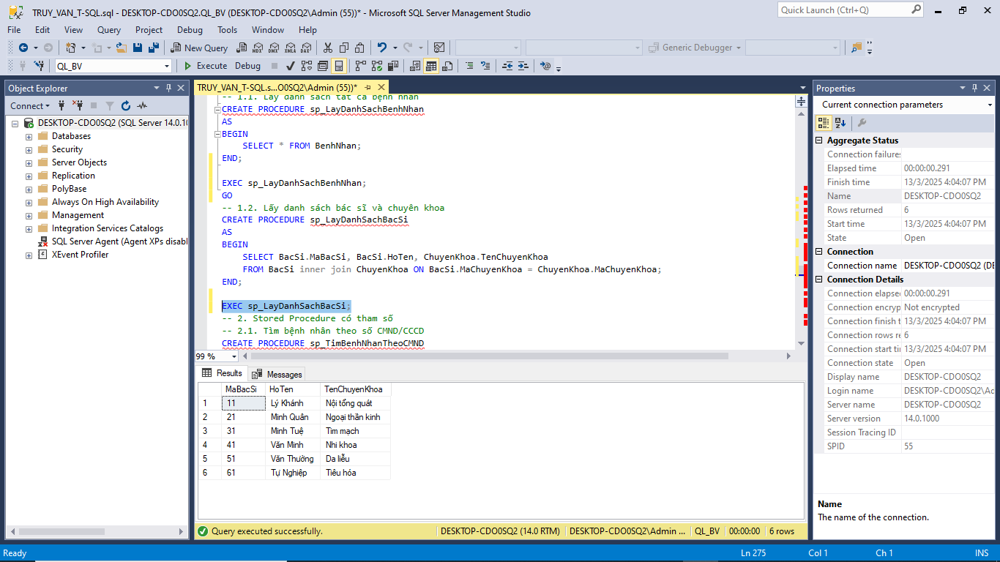 TRUY_VAN_T-SQL.sql - DESKTOP-CDO0SQ2.QL_BV (DESKTOP-CDO0SQ2\Admin (55))* - Microsoft SQL Server Management Studio
Quick Launch (Ctrl+Q)
File Edit View Query Project Debug Tools Window Help
New Query MDX DMX XMLA DAX Generic Debugger
QL_BV Execute Debug
Object Explorer
Connect
DESKTOP-CDO0SQ2 (SQL Server 14.0.10
Databases
Security
Server Objects
Replication
PolyBase
Always On High Availability
Management
Integration Services Catalogs
SQL Server Agent (Agent XPs disabl
XEvent Profiler
TRUY_VAN_T-SQL.s...O0SQ2\Admin (55))*
-- 1.1. Lấy danh sách tất cả bệnh nhân
CREATE PROCEDURE sp_LayDanhSachBenhNhan
AS
BEGIN
SELECT * FROM BenhNhan;
END;
EXEC sp_LayDanhSachBenhNhan;
GO
-- 1.2. Lấy danh sách bác sĩ và chuyên khoa
CREATE PROCEDURE sp_LayDanhSachBacSi
AS
BEGIN
SELECT BacSi.MaBacSi, BacSi.HoTen, ChuyenKhoa.TenChuyenKhoa
FROM BacSi inner join ChuyenKhoa ON BacSi.MaChuyenKhoa = ChuyenKhoa.MaChuyenKhoa;
END;
EXEC sp_LayDanhSachBacSi;
-- 2. Stored Procedure có tham số
-- 2.1. Tìm bệnh nhân theo số CMND/CCCD
CREATE PROCEDURE sp_TimBenhNhanTheoCMND
99 %
Results Messages
MaBacSi HoTen TenChuyenKhoa
1 11 Lý Khánh Nội tổng quát
2 21 Minh Quân Ngoại thần kinh
3 31 Minh Tuệ Tim mạch
4 41 Văn Minh Nhi khoa
5 51 Văn Thưởng Da liễu
6 61 Tự Nghiệp Tiêu hóa
Query executed successfully. DESKTOP-CDO0SQ2 (14.0 RTM) DESKTOP-CDO0SQ2\Admin ... QL_BV 00:00:00 6 rows
Properties
Current connection parameters
Aggregate Status
Connection failures
Elapsed time 00:00:00.291
Finish time 13/3/2025 4:04:07 PM
Name DESKTOP-CDO0SQ2
Rows returned 6
Start time 13/3/2025 4:04:07 PM
State Open
Connection
Connection name DESKTOP-CDO0SQ2 (DE
Connection Details
Connection elapse 00:00:00.291
Connection encryp Not encrypted
Connection finish t 13/3/2025 4:04:07 PM
Connection rows re 6
Connection start tii 13/3/2025 4:04:07 PM
Connection state Open
Display name DESKTOP-CDO0SQ2
Login name DESKTOP-CDO0SQ2\Ad
Server name DESKTOP-CDO0SQ2
Server version 14.0.1000
Session Tracing ID
SPID 55
Name
The name of the connection.
Ready Ln 275 Col 1 Ch 1 INS